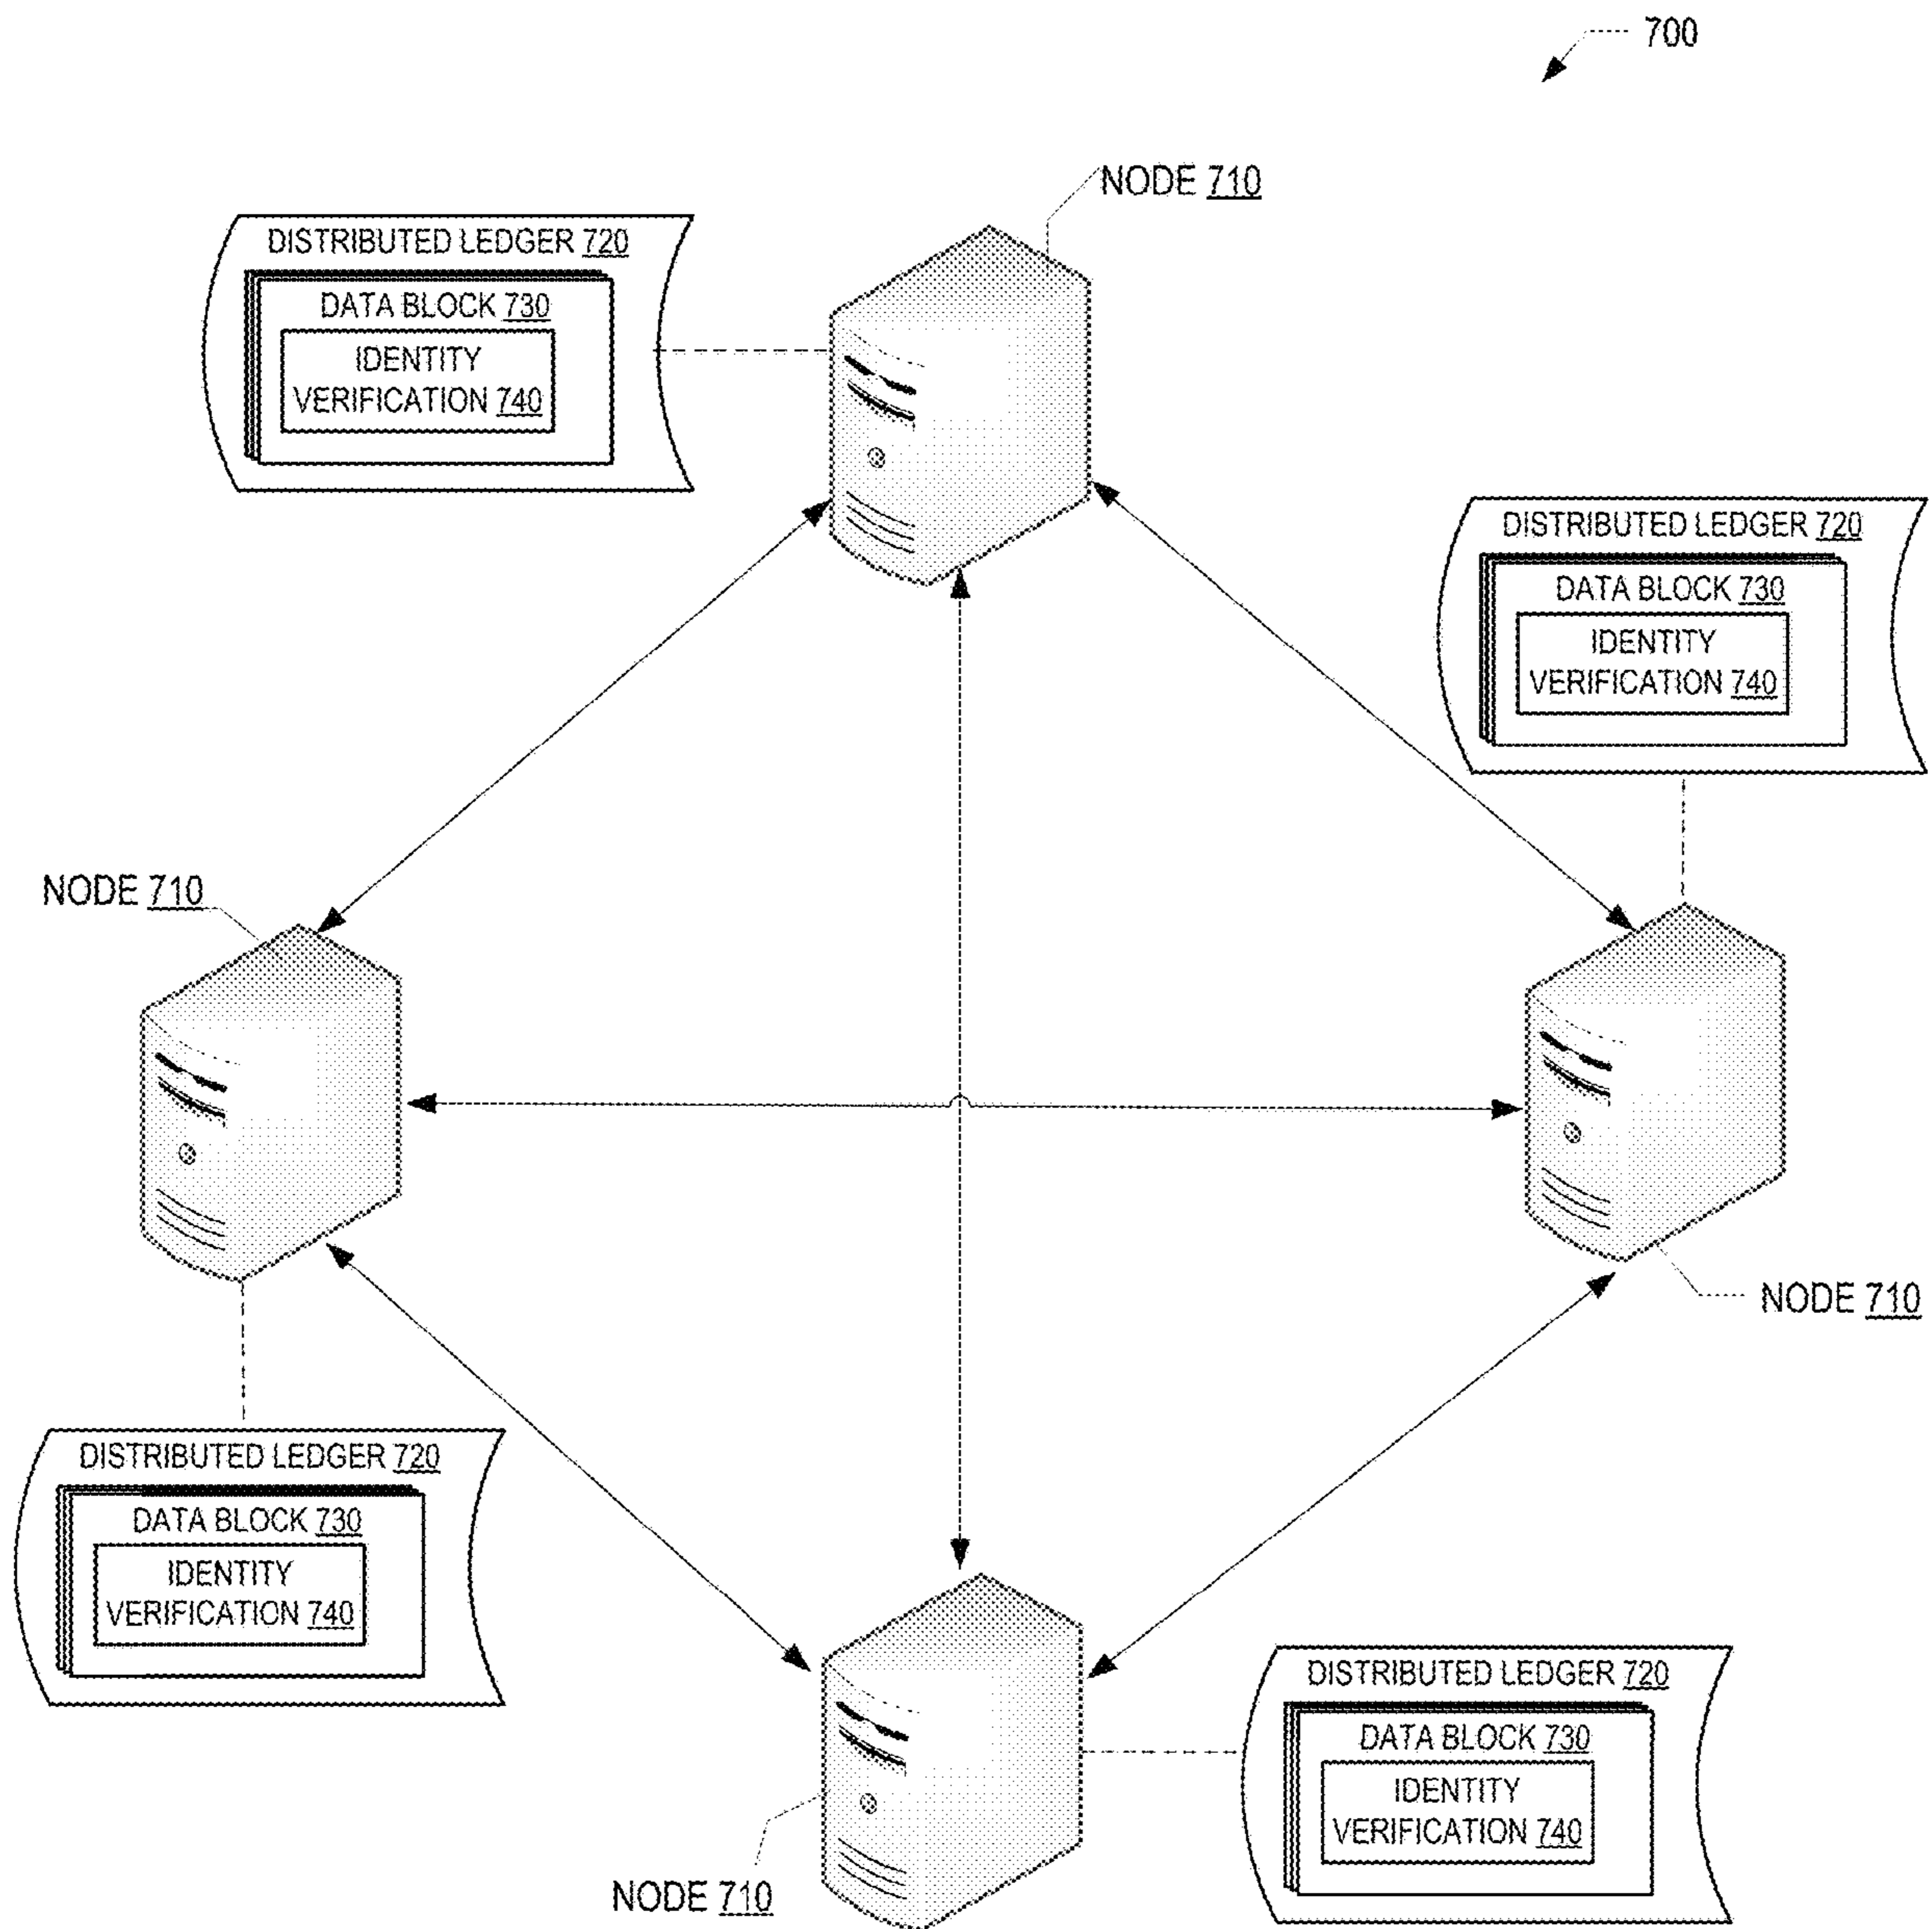 700
NODE 710
DISTRIBUTED LEDGER 720
DATA BLOCK 730
IDENTITY
VERIFICATION 740
DISTRIBUTED LEDGER 720
DATA BLOCK 730
IDENTITY
VERIFICATION 740
NODE 710
NODE 710
DISTRIBUTED LEDGER 720
DATA BLOCK 730
IDENTITY
VERIFICATION 740
DISTRIBUTED LEDGER 720
DATA BLOCK 730
IDENTITY
VERIFICATION 740
NODE 710